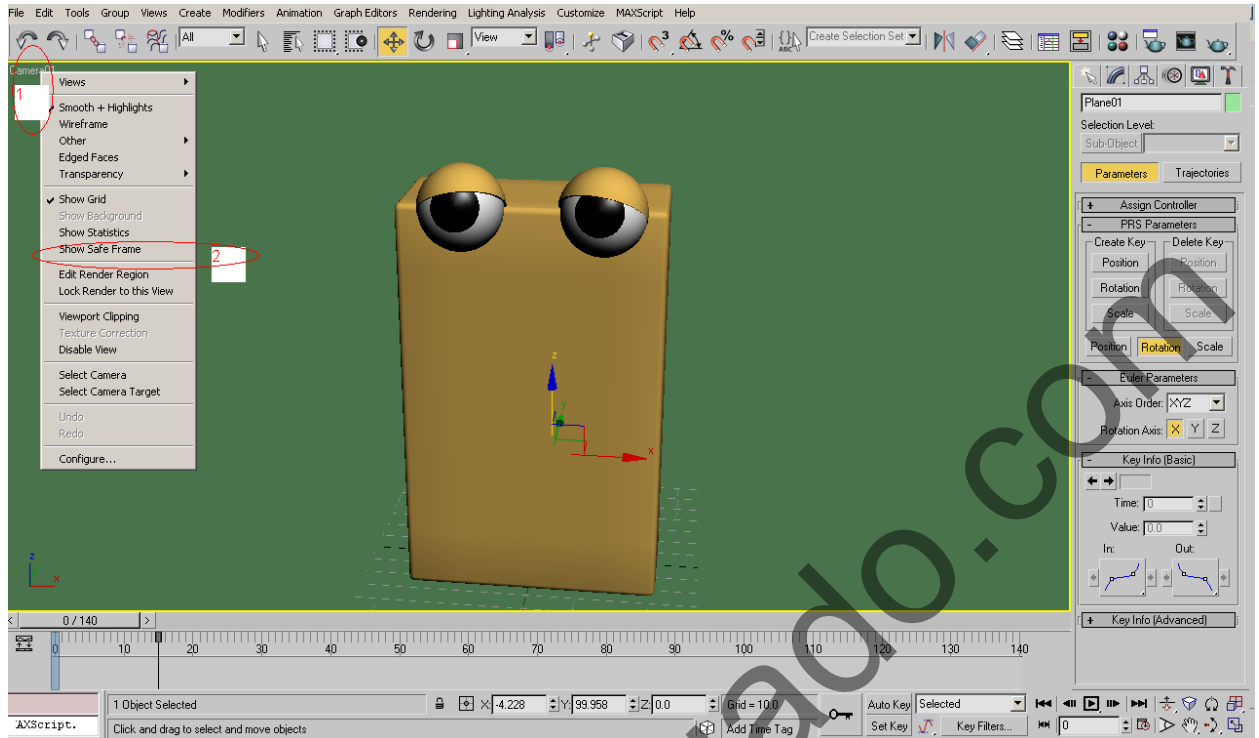 File Edit Tools Group Views Create Modifiers Animation Graph Editors Rendering Lighting Analysis Customize MAXScript Help
All
View
3
%
ABC
Create Selection Set
Camera01
1
Views
Smooth + Highlights
Wireframe
Other
Edged Faces
Transparency
Show Grid
Show Background
Show Statistics
Show Safe Frame
2
Edit Render Region
Lock Render to this View
Viewport Clipping
Texture Correction
Disable View
Select Camera
Select Camera Target
Undo
Redo
Configure...
z
y
x
z
x
Plane01
Selection Level:
Sub-Object
Parameters Trajectories
+ Assign Controller
- PRS Parameters
Create Key Delete Key
Position Position
Rotation Rotation
Scale Scale
Position Rotation Scale
- Euler Parameters
Axis Order: XYZ
Rotation Axis: X Y Z
- Key Info (Basic)
Time: 0
Value: 0.0
In: Out:
+ Key Info (Advanced)
< 0 / 140 >
0 10 20 30 40 50 60 70 80 90 100 110 120 130 140
1 Object Selected X: -4.228 Y: 99.958 Z: 0.0 Grid = 10.0 Auto Key Selected
AXScript. Click and drag to select and move objects Add Time Tag Set Key Key Filters... 0
ado.com